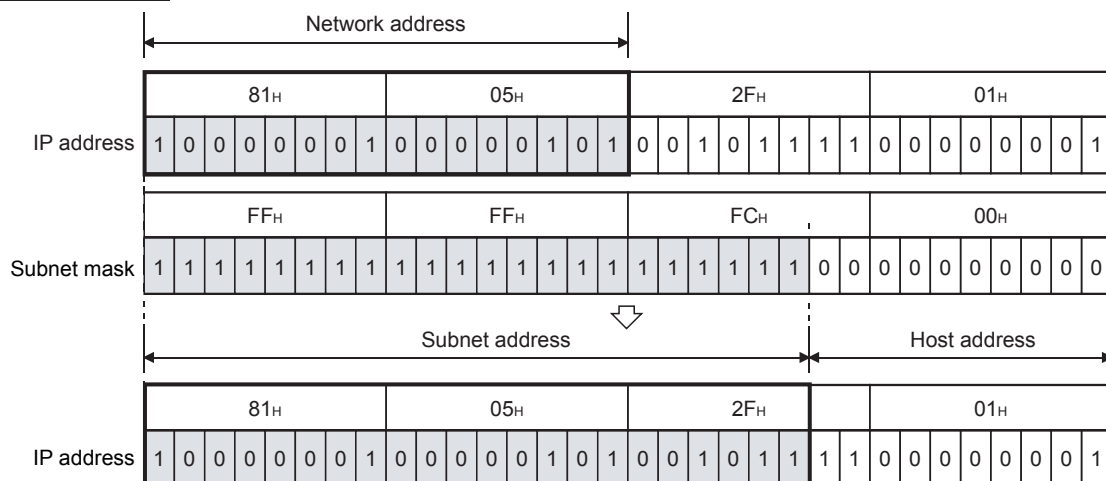 Network address
81H 05H 2FH 01H
IP address 1 0 0 0 0 0 0 1 0 0 0 0 0 1 0 1 0 0 1 0 1 1 1 1 0 0 0 0 0 0 0 1
FFH FFH FCH 00H
Subnet mask 1 1 1 1 1 1 1 1 1 1 1 1 1 1 1 1 1 1 1 1 1 1 0 0 0 0 0 0 0 0 0 0
Subnet address Host address
81H 05H 2FH 01H
IP address 1 0 0 0 0 0 0 1 0 0 0 0 0 1 0 1 0 0 1 0 1 1 1 1 0 0 0 0 0 0 0 1